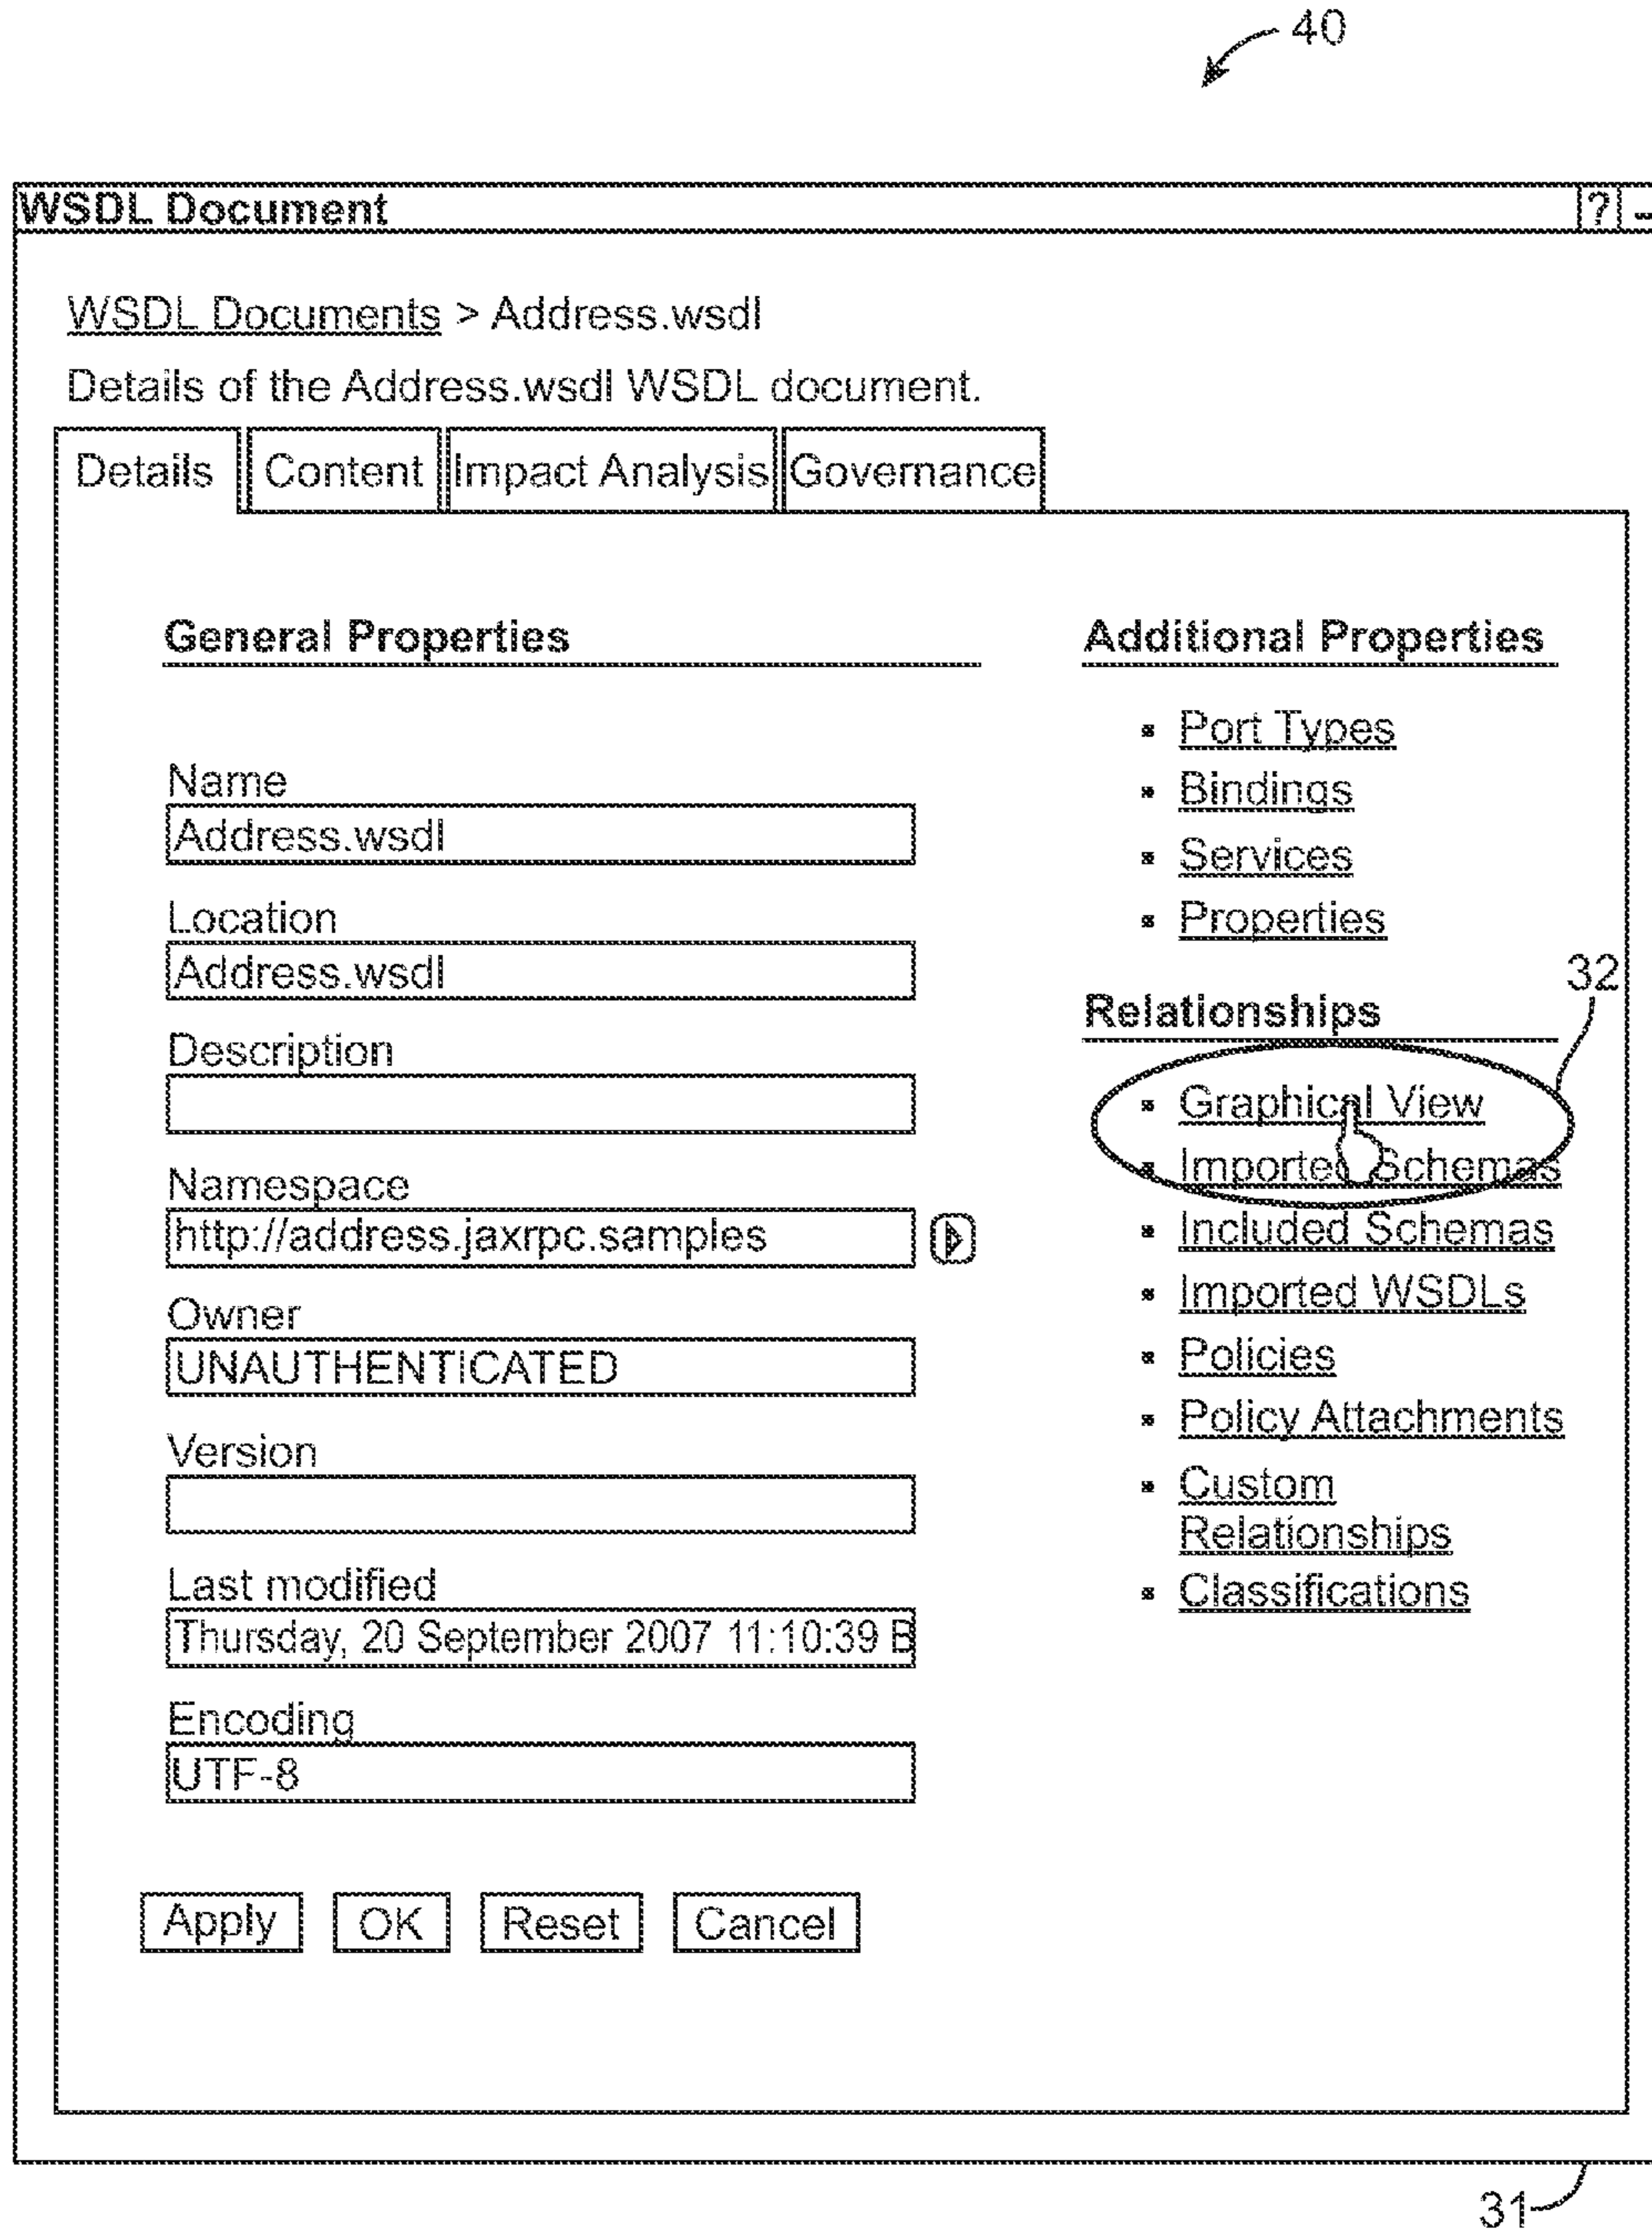 40
WSDL Document ? -
WSDL Documents > Address.wsdl
Details of the Address.wsdl WSDL document.
Details Content Impact Analysis Governance
General Properties
Name
Address.wsdl
Location
Address.wsdl
Description
Namespace
http://address.jaxrpc.samples
Owner
UNAUTHENTICATED
Version
Last modified
Thursday, 20 September 2007 11:10:39 B
Encoding
UTF-8
Apply OK Reset Cancel
Additional Properties
Port Types
Bindings
Services
Properties
32
Relationships
Graphical View
Imported Schemas
Included Schemas
Imported WSDLs
Policies
Policy Attachments
Custom
Relationships
Classifications
31